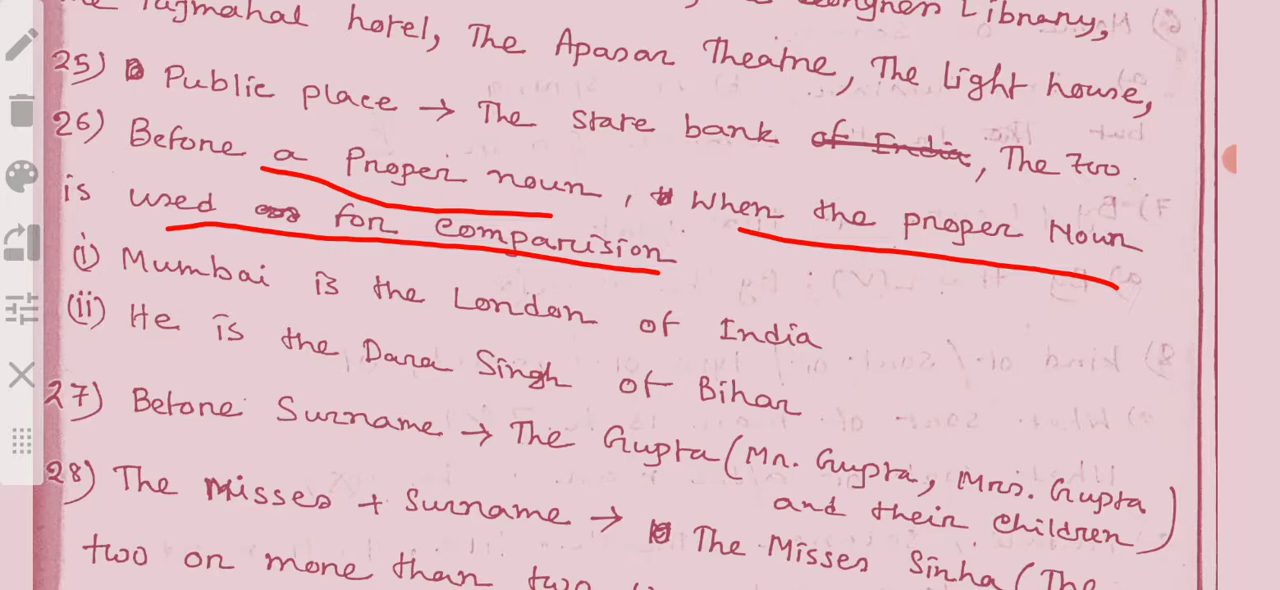 Tajmahal hotel, The Apasar Theatre, The Light house,
25) Public place → The state bank of India, The zoo.
26) Before a Proper noun, When the proper Noun
is used for comparision
(i) Mumbai is the London of India
(ii) He is the Dara Singh of Bihar
27) Before Surname → The Gupta (Mr. Gupta, Mrs. Gupta
and their children)
28) The Misses + Surname → The Misses Sinha (The
two or more than two